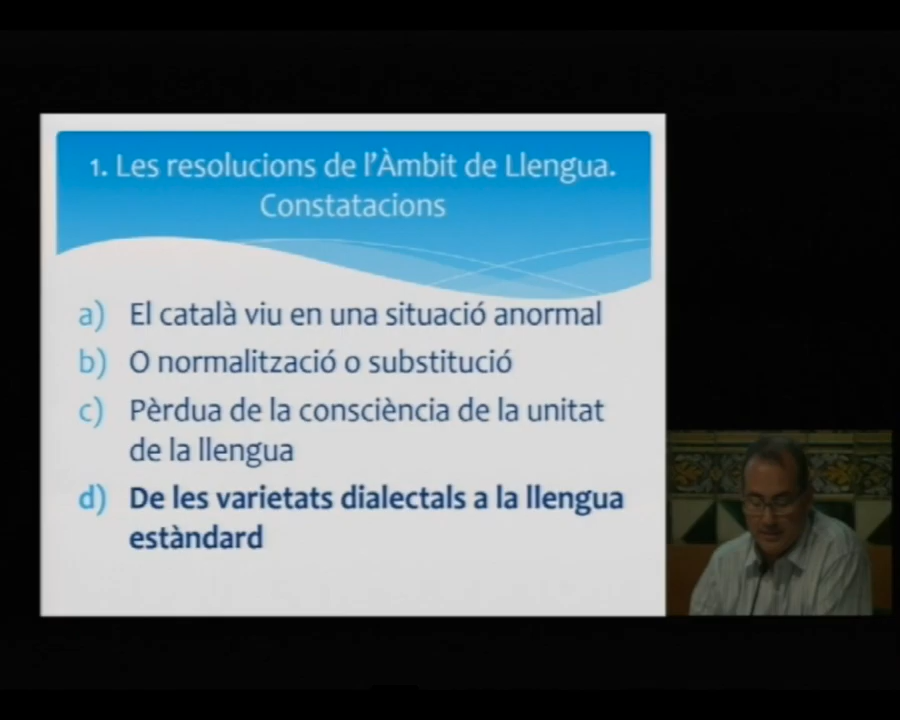 1. Les resolucions de l'Àmbit de Llengua.
Constatacions
a) El català viu en una situació anormal
b) O normalització o substitució
c) Pèrdua de la consciència de la unitat
de la llengua
d) De les varietats dialectals a la llengua
estàndard